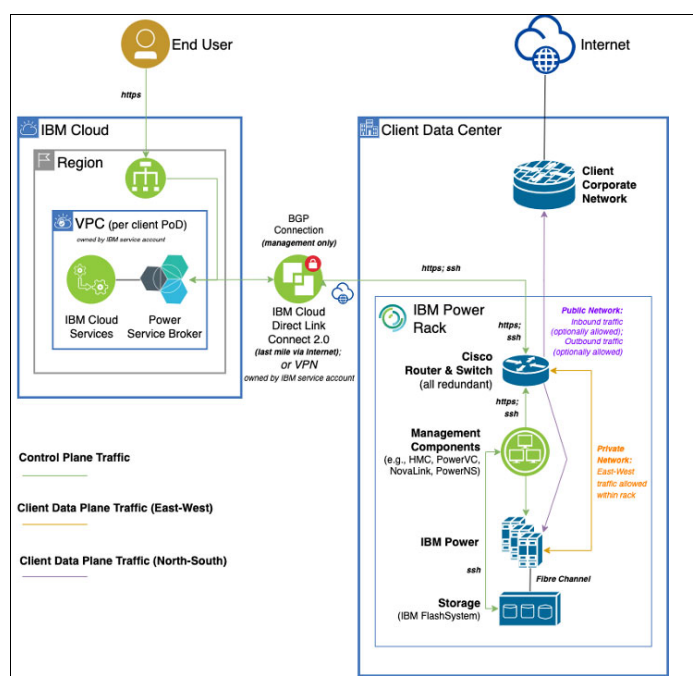 End User
Internet
https
IBM Cloud
Client Data Center
Region
Client
Corporate
Network
VPC (per client PoD)
owned by IBM service account
BGP
Connection
(management only)
https; ssh
IBM Cloud
Services
Power
Service Broker
IBM Cloud
Direct Link
Connect 2.0
(last mile via Internet);
or VPN
owned by IBM service account
IBM Power
Rack
Public Network:
Inbound traffic
(optionally allowed);
Outbound traffic
(optionally allowed)
https;
ssh
Cisco
Router & Switch
(all redundant)
https;
ssh
Management
Components
(e.g., HMC, PowerVC,
NovaLink, PowerNS)
Private
Network:
East-West
traffic allowed
within rack
Control Plane Traffic
Client Data Plane Traffic (East-West)
Client Data Plane Traffic (North-South)
IBM Power
ssh
Fibre Channel
Storage
(IBM FlashSystem)